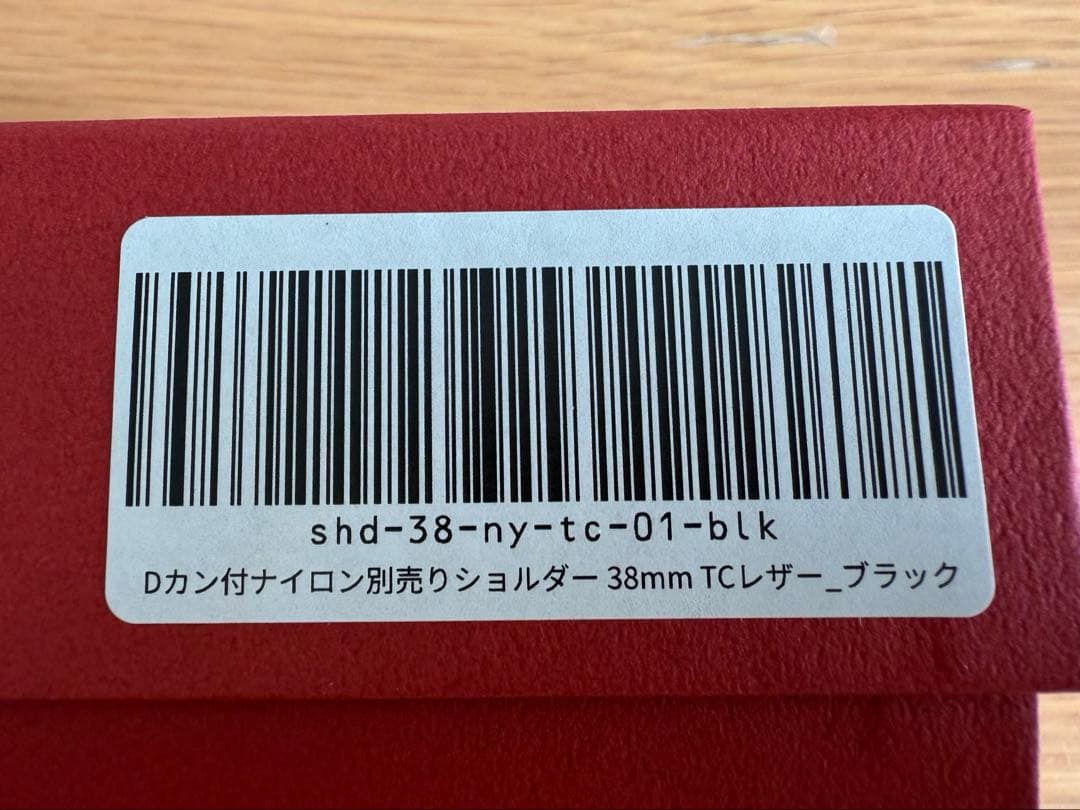 shd-38-ny-tc-01-blk
Dカン付ナイロン別売りショルダー 38mm TCレザー_ブラック